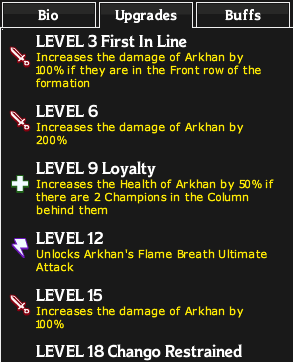 Bio Upgrades Buffs
LEVEL 3 First In Line
Increases the damage of Arkhan by
100% if they are in the Front row of the
formation
LEVEL 6
Increases the damage of Arkhan by
200%
LEVEL 9 Loyalty
Increases the Health of Arkhan by 50% if
there are 2 Champions in the Column
behind them
LEVEL 12
Unlocks Arkhan's Flame Breath Ultimate
Attack
LEVEL 15
Increases the damage of Arkhan by
100%
LEVEL 18 Chango Restrained